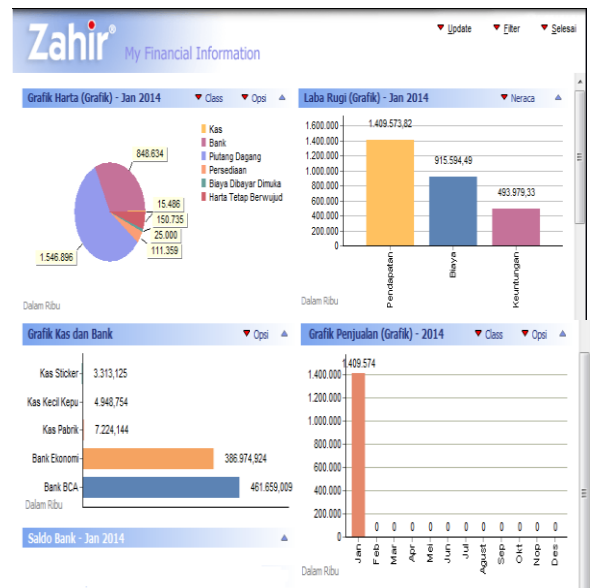 Zahir®
My Financial Information
Update Filter Selesai
Grafik Harta (Grafik) - Jan 2014 Class Opsi
Kas
Bank
Piutang Dagang
Persediaan
Biaya Dibayar Dimuka
Harta Tetap Berwujud
848.634
15.486
150.735
25.000
111.359
1.546.896
Dalam Ribu
Laba Rugi (Grafik) - Jan 2014 Neraca
1.600.000
1.400.000
1.200.000
1.000.000
800.000
600.000
400.000
200.000
0
1.409.573,82
915.594,49
493.979,33
Pendapatan
Biaya
Keuntungan
Dalam Ribu
Grafik Kas dan Bank Opsi
Kas Sticker 3.313,125
Kas Kecil Kepu 4.948,754
Kas Pabrik 7.224,144
Bank Ekonomi 386.974,924
Bank BCA 461.659,009
Dalam Ribu
Grafik Penjualan (Grafik) - 2014 Class Opsi
1.409.574
1.400.000
1.200.000
1.000.000
800.000
600.000
400.000
200.000
0 0 0 0 0 0 0 0 0 0 0
Jan
Feb
Mar
Apr
Mei
Jun
Jul
Agust
Sep
Okt
Nop
Des
Dalam Ribu
Saldo Bank - Jan 2014